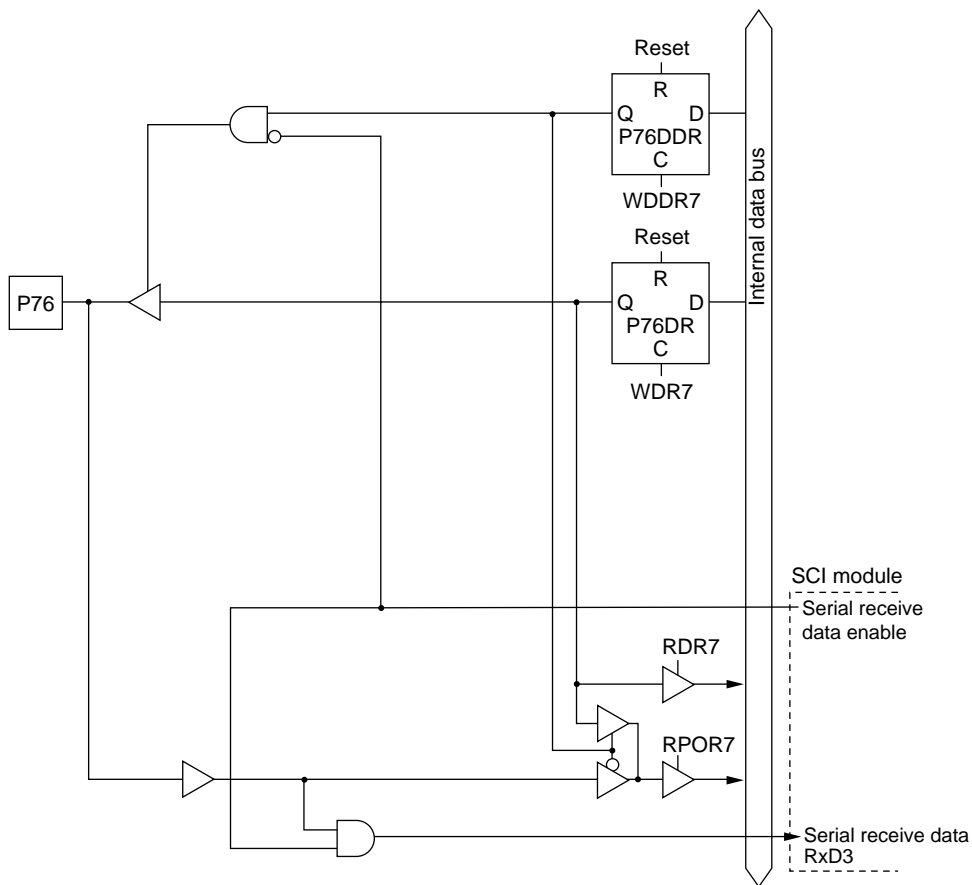 Reset
R
Q D
P76DDR
C
WDDR7
Reset
R
Q D
P76DR
C
WDR7
P76
Internal data bus
SCI module
Serial receive
data enable
RDR7
RPOR7
Serial receive data
RxD3